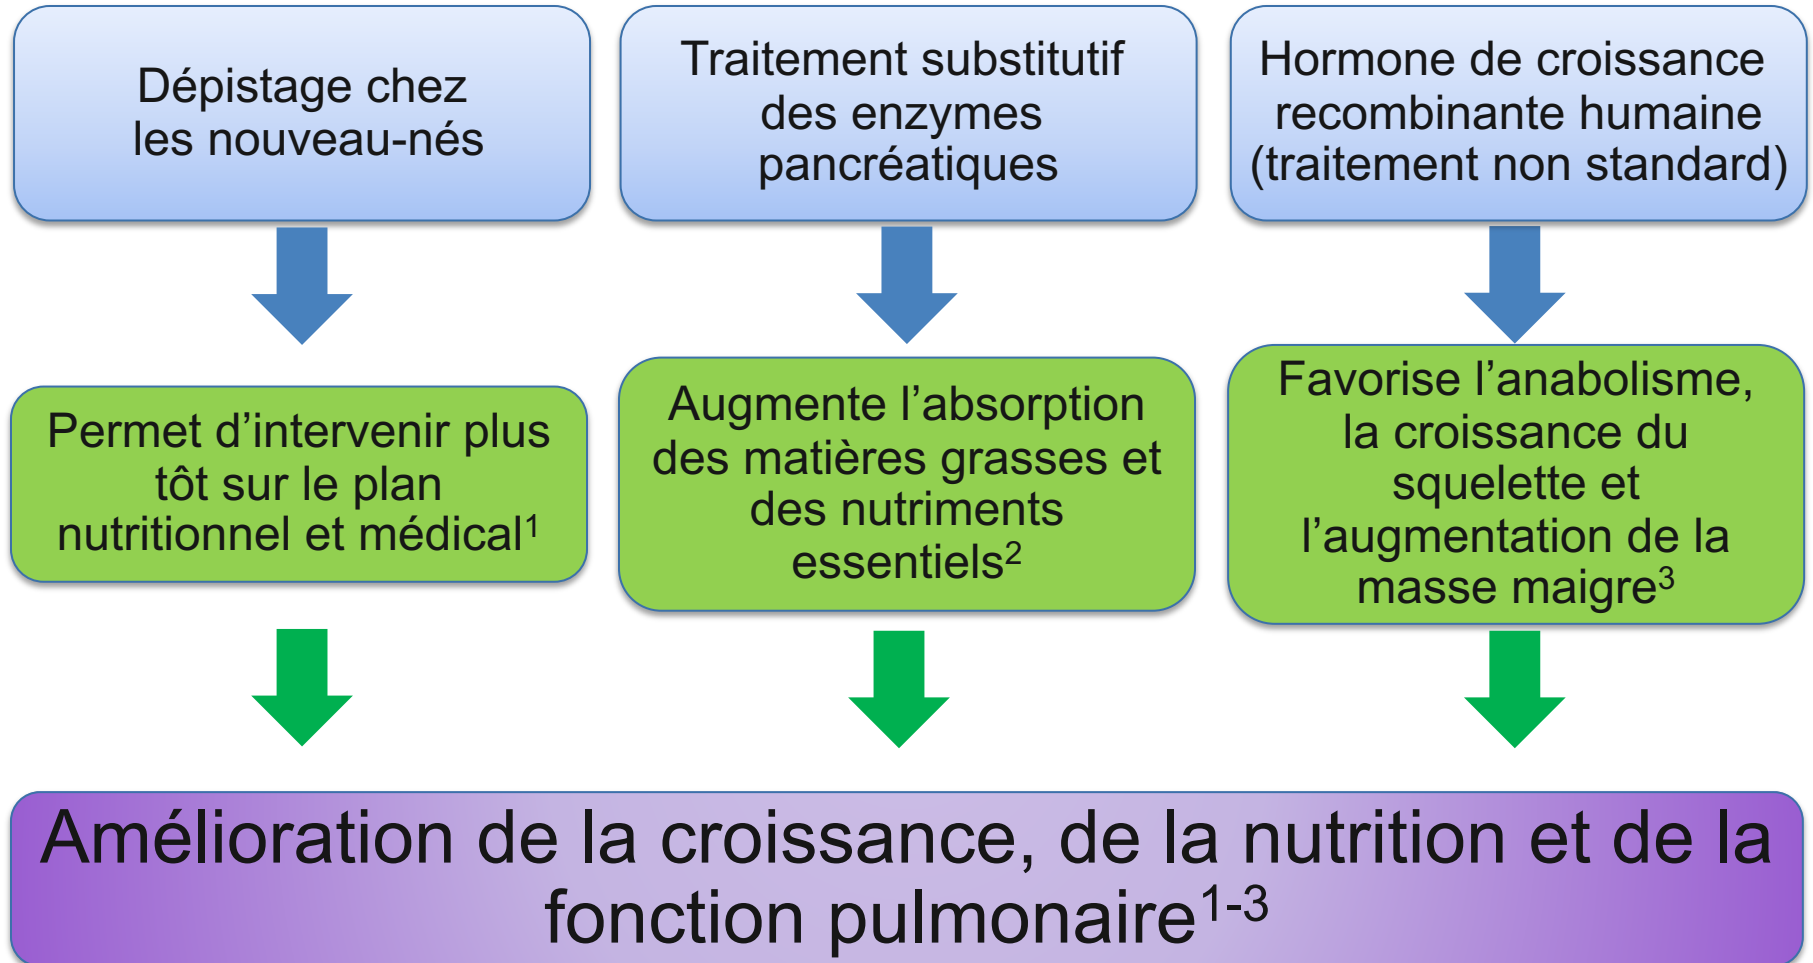 Dépistage chez
les nouveau-nés
Traitement substitutif
des enzymes
pancréatiques
Hormone de croissance
recombinante humaine
(traitement non standard)
Permet d’intervenir plus
tôt sur le plan
nutritionnel et médical¹
Augmente l’absorption
des matières grasses et
des nutriments
essentiels²
Favorise l’anabolisme,
la croissance du
squelette et
l’augmentation de la
masse maigre³
Amélioration de la croissance, de la nutrition et de la
fonction pulmonaire¹⁻³